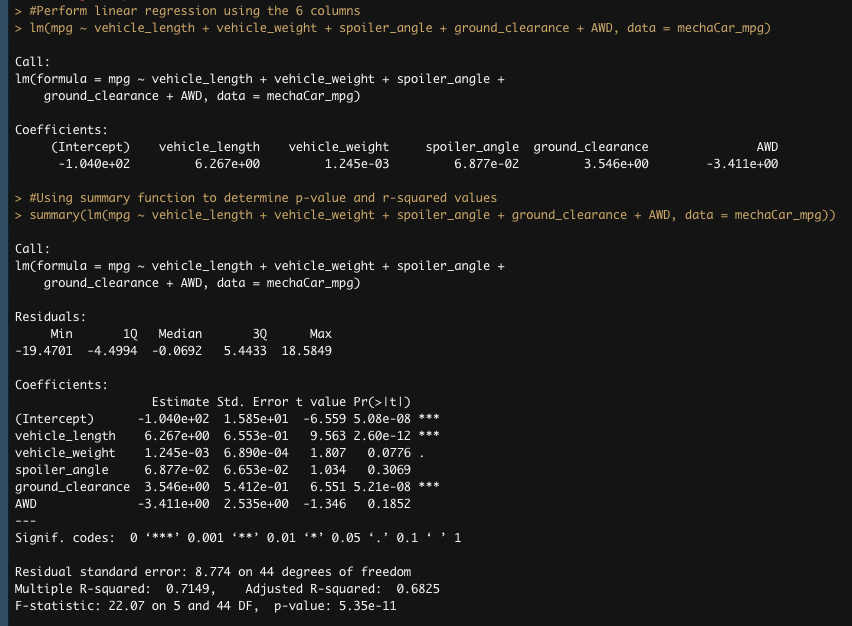 > #Perform linear regression using the 6 columns
> lm(mpg ~ vehicle_length + vehicle_weight + spoiler_angle + ground_clearance + AWD, data = mechaCar_mpg)

Call:
lm(formula = mpg ~ vehicle_length + vehicle_weight + spoiler_angle +
    ground_clearance + AWD, data = mechaCar_mpg)

Coefficients:
     (Intercept)    vehicle_length    vehicle_weight     spoiler_angle  ground_clearance               AWD
      -1.040e+02         6.267e+00         1.245e-03         6.877e-02         3.546e+00        -3.411e+00

> #Using summary function to determine p-value and r-squared values
> summary(lm(mpg ~ vehicle_length + vehicle_weight + spoiler_angle + ground_clearance + AWD, data = mechaCar_mpg))

Call:
lm(formula = mpg ~ vehicle_length + vehicle_weight + spoiler_angle +
    ground_clearance + AWD, data = mechaCar_mpg)

Residuals:
     Min       1Q   Median       3Q      Max
-19.4701  -4.4994  -0.0692   5.4433  18.5849

Coefficients:
                   Estimate Std. Error t value Pr(>|t|)
(Intercept)      -1.040e+02  1.585e+01  -6.559 5.08e-08 ***
vehicle_length    6.267e+00  6.553e-01   9.563 2.60e-12 ***
vehicle_weight    1.245e-03  6.890e-04   1.807   0.0776 .
spoiler_angle     6.877e-02  6.653e-02   1.034   0.3069
ground_clearance  3.546e+00  5.412e-01   6.551 5.21e-08 ***
AWD              -3.411e+00  2.535e+00  -1.346   0.1852
---
Signif. codes:  0 ‘***’ 0.001 ‘**’ 0.01 ‘*’ 0.05 ‘.’ 0.1 ‘ ’ 1

Residual standard error: 8.774 on 44 degrees of freedom
Multiple R-squared:  0.7149,    Adjusted R-squared:  0.6825
F-statistic: 22.07 on 5 and 44 DF,  p-value: 5.35e-11